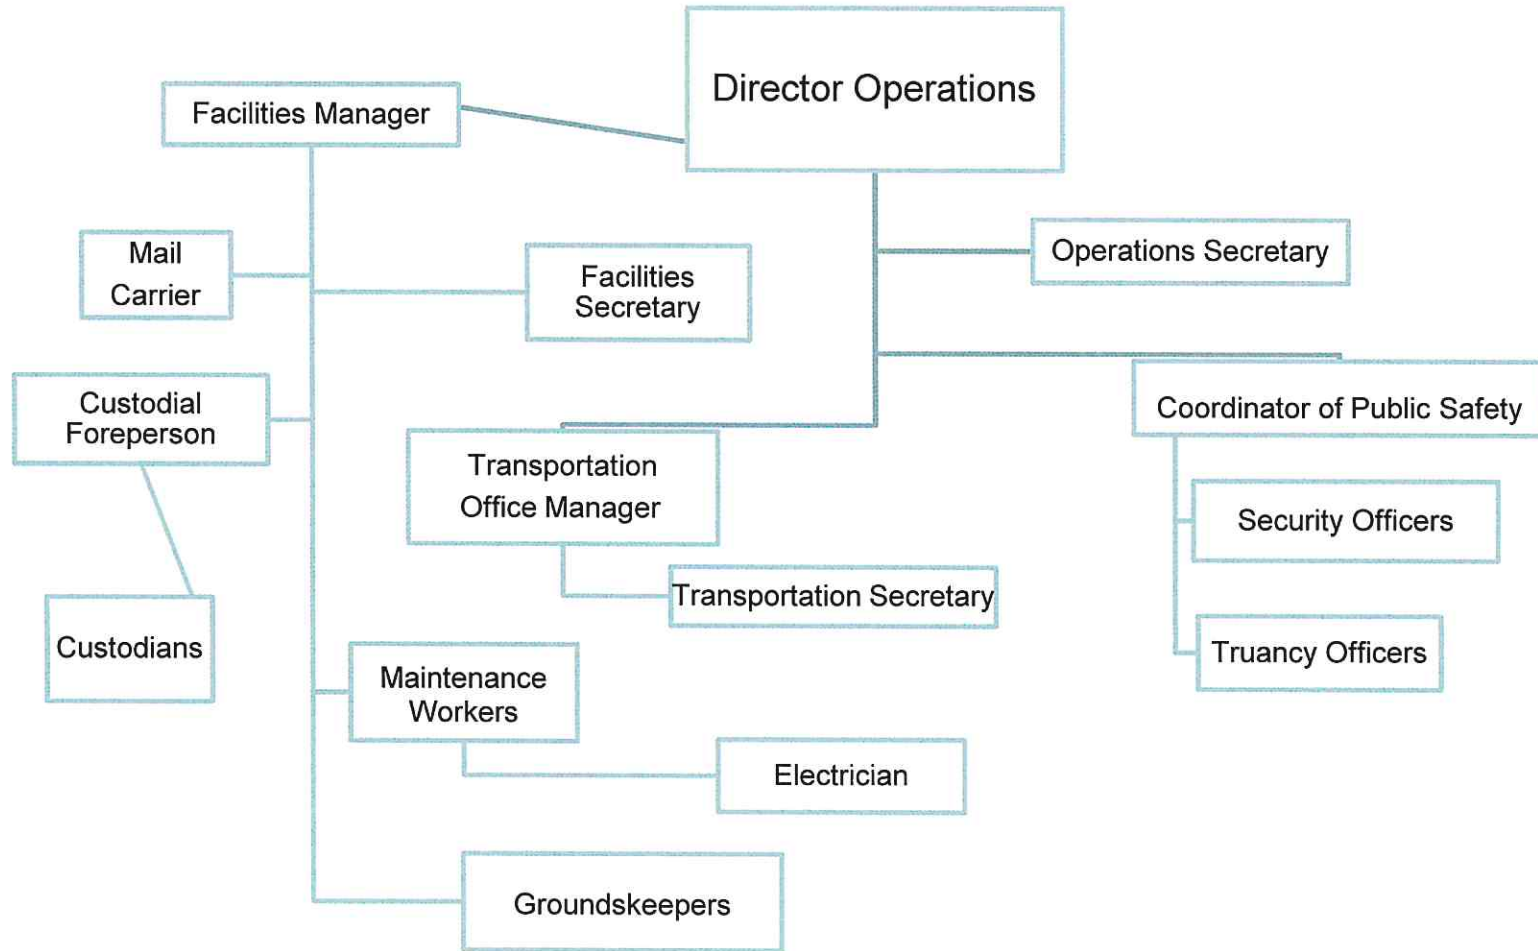 Director Operations
Facilities Manager
Mail
Carrier
Facilities
Secretary
Operations Secretary
Custodial
Foreperson
Transportation
Office Manager
Coordinator of Public Safety
Security Officers
Transportation Secretary
Custodians
Truancy Officers
Maintenance
Workers
Electrician
Groundskeepers